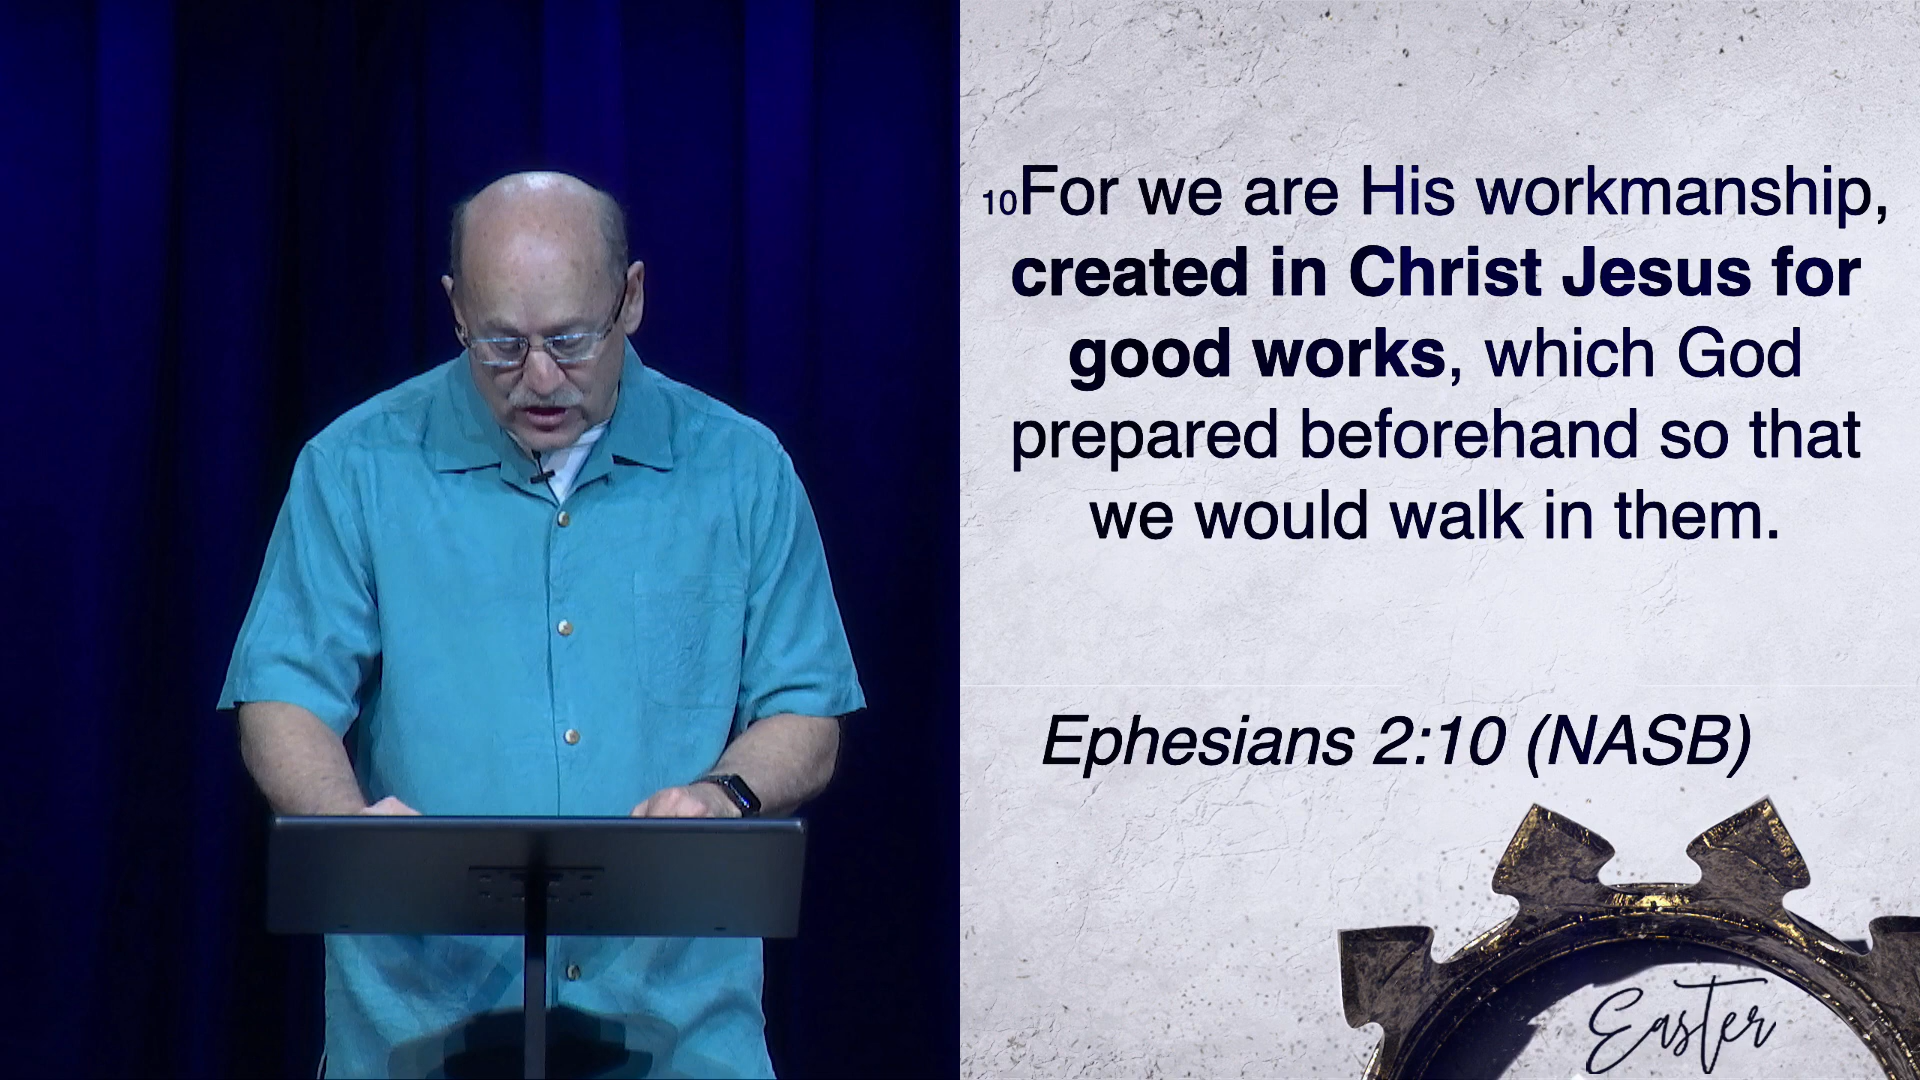 10For we are His workmanship,
created in Christ Jesus for
good works, which God
prepared beforehand so that
we would walk in them.
Ephesians 2:10 (NASB)
Easter